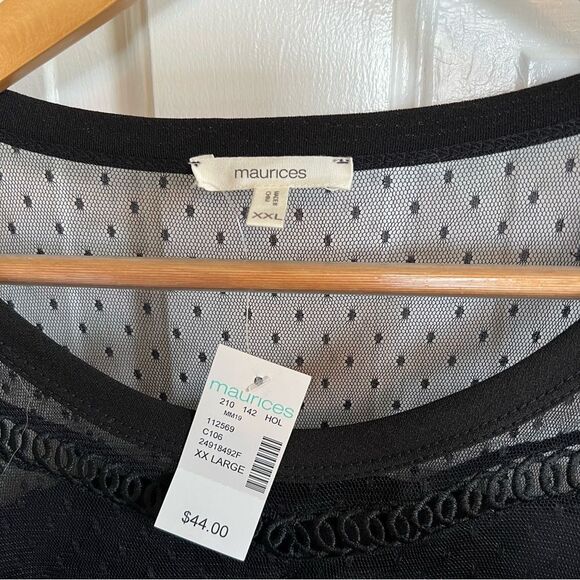 maurices
XXL
maurices
210 142 HOL
MM19
112569
C106
24918492F
XX LARGE
$44.00